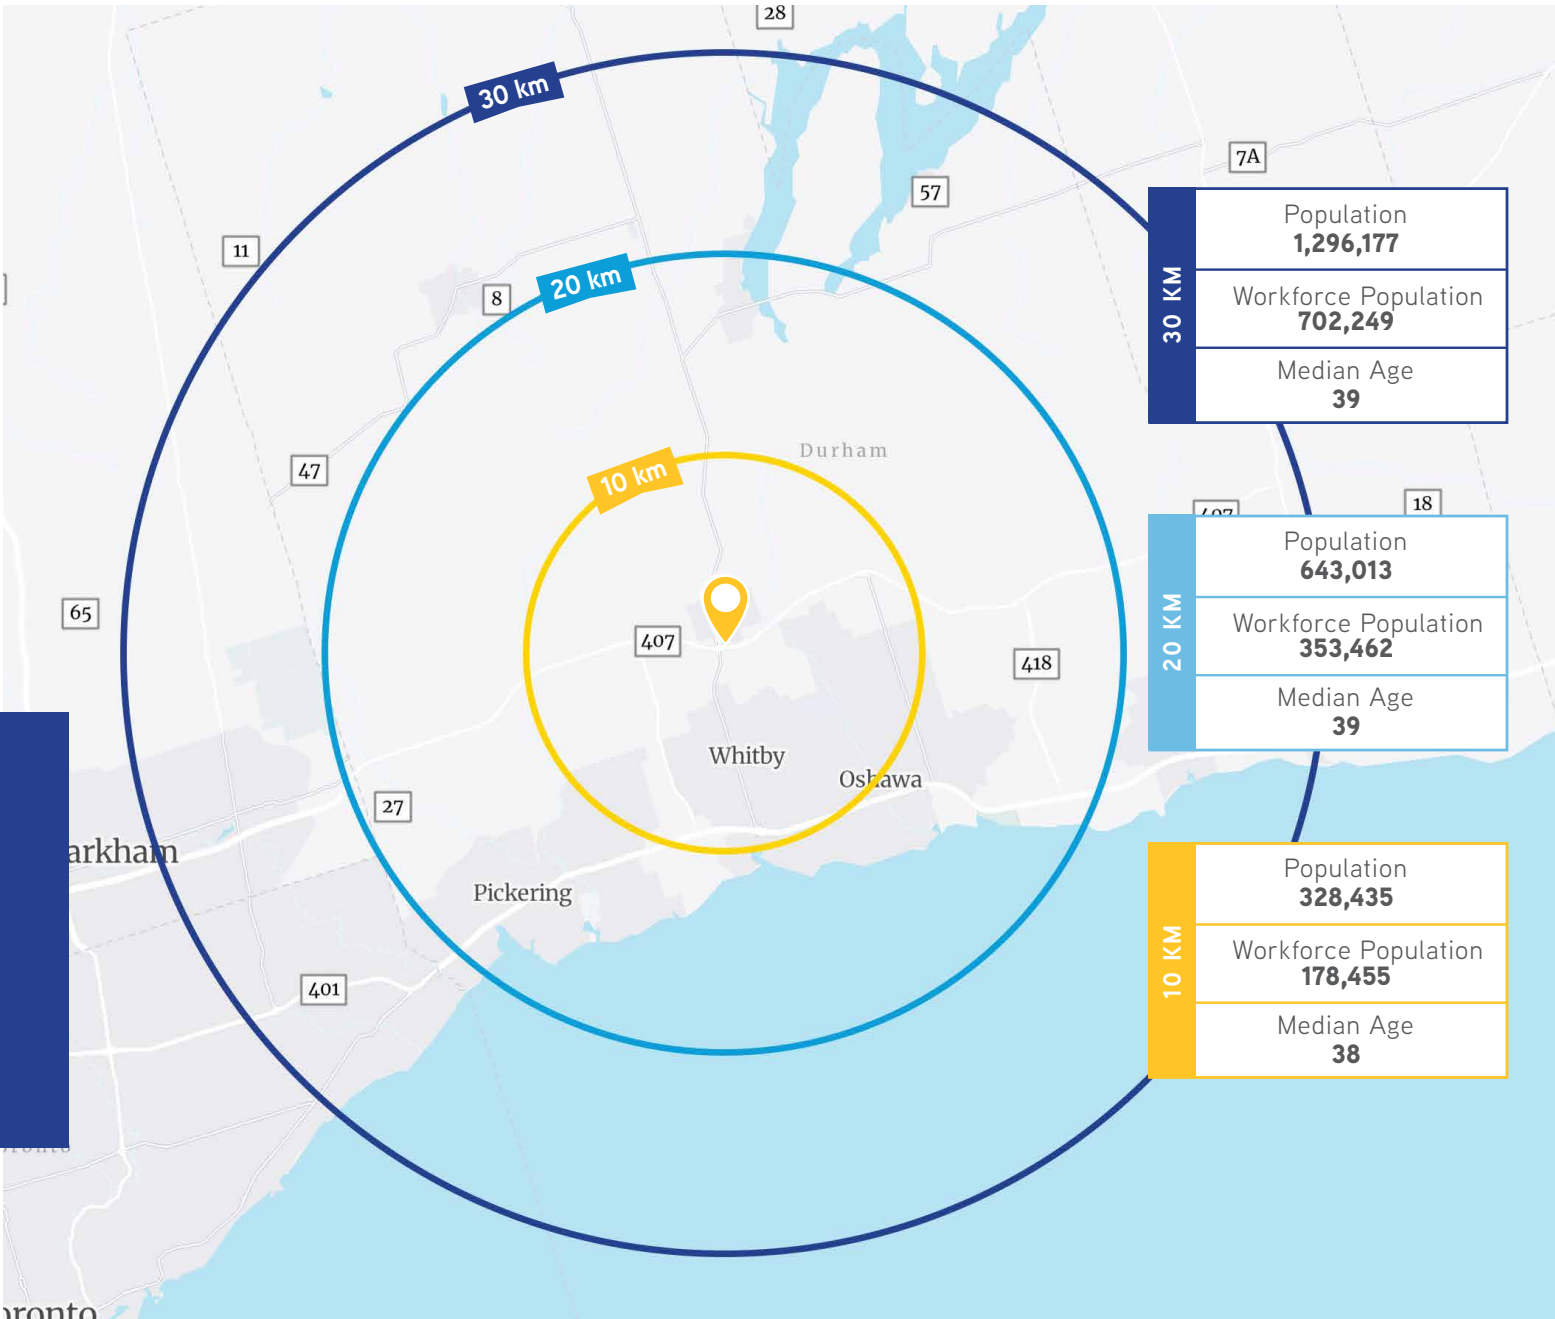 28
30 km
7A
57
11
20 km
8
30 KM
Population
1,296,177
Workforce Population
702,249
Median Age
39
Durham
10 km
47
18
407
20 KM
Population
643,013
Workforce Population
353,462
Median Age
39
65
407
418
Whitby
Oshawa
27
arkham
Pickering
10 KM
Population
328,435
Workforce Population
178,455
Median Age
38
401
oronto